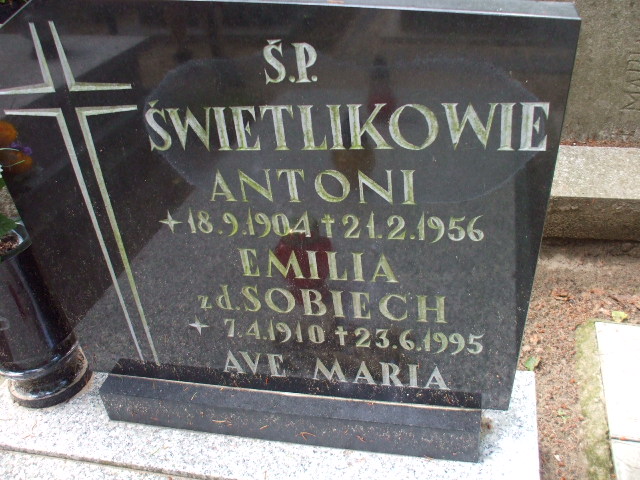 Ś.P.
ŚWIETLIKOWIE
ANTONI
✦18.9.1904 ✝21.2.1956
EMILIA
z d. SOBIECH
✦ 7.4.1910 ✝23.6.1995
AVE MARIA